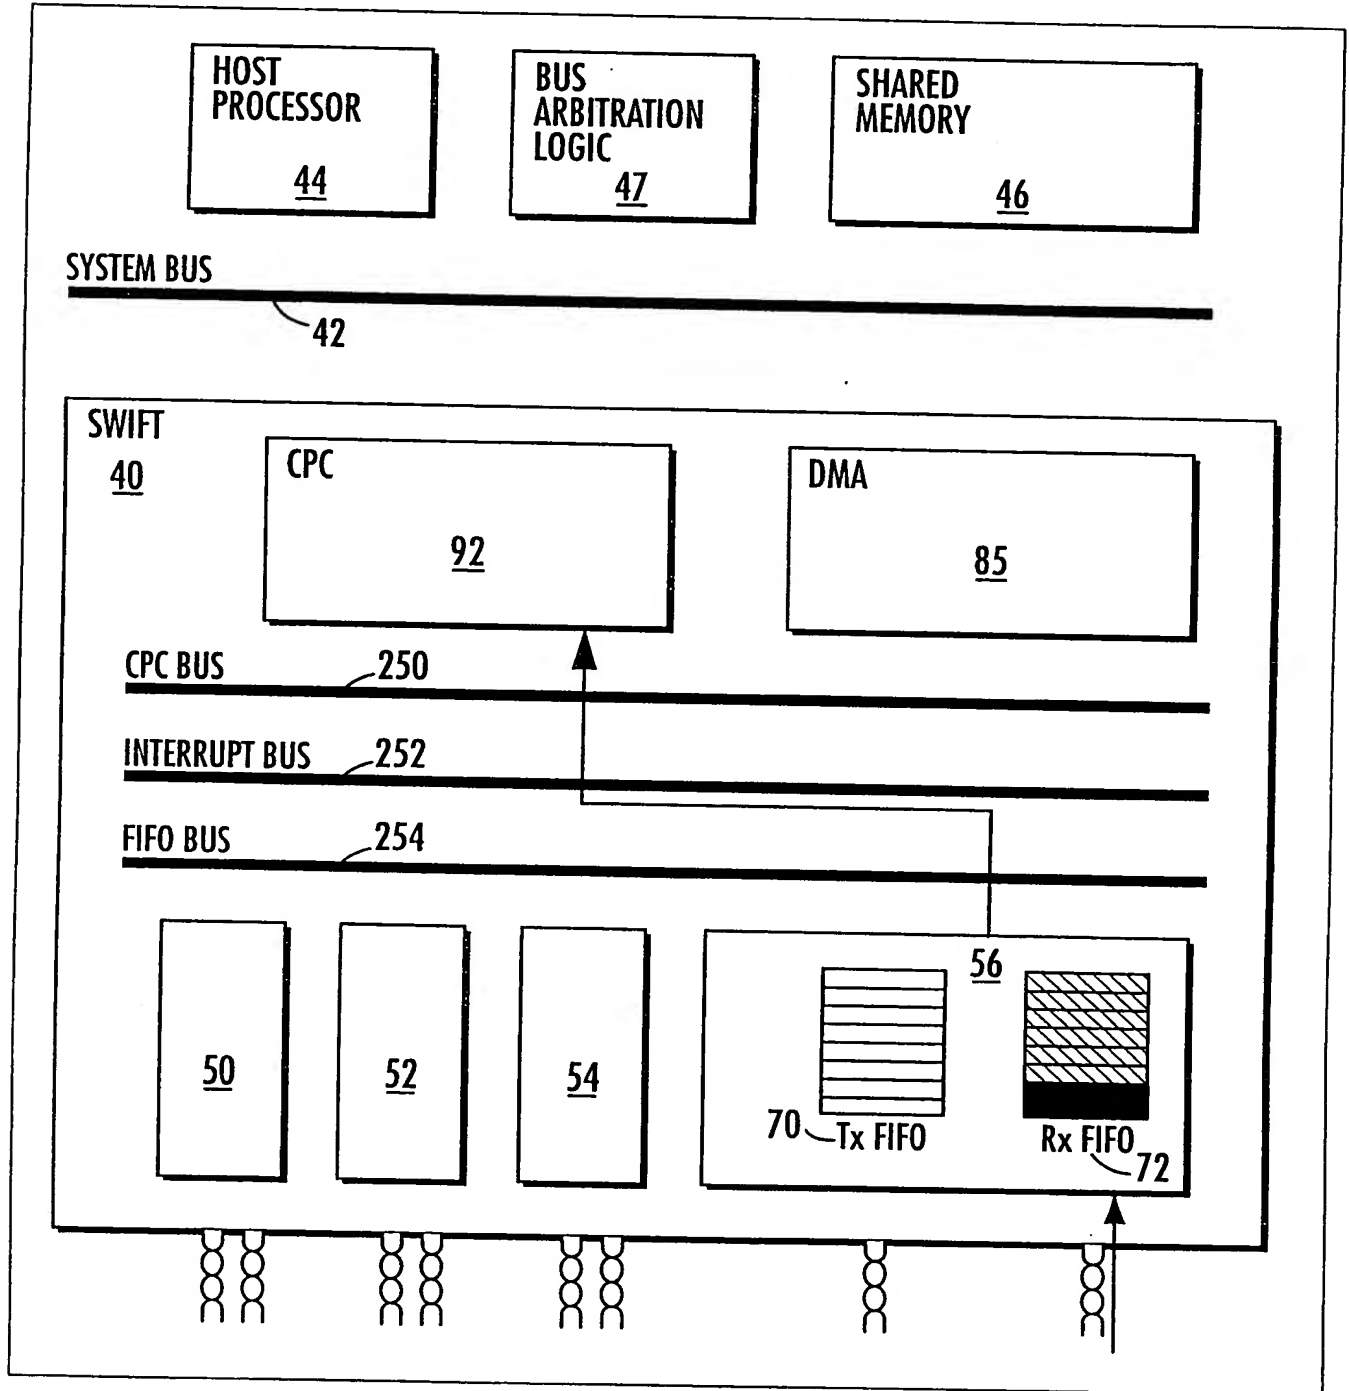 HOST
PROCESSOR
44
BUS
ARBITRATION
LOGIC
47
SHARED
MEMORY
46
SYSTEM BUS
42
SWIFT
40
CPC
92
DMA
85
CPC BUS
250
INTERRUPT BUS
252
FIFO BUS
254
50
52
54
56
70
Tx FIFO
Rx FIFO
72